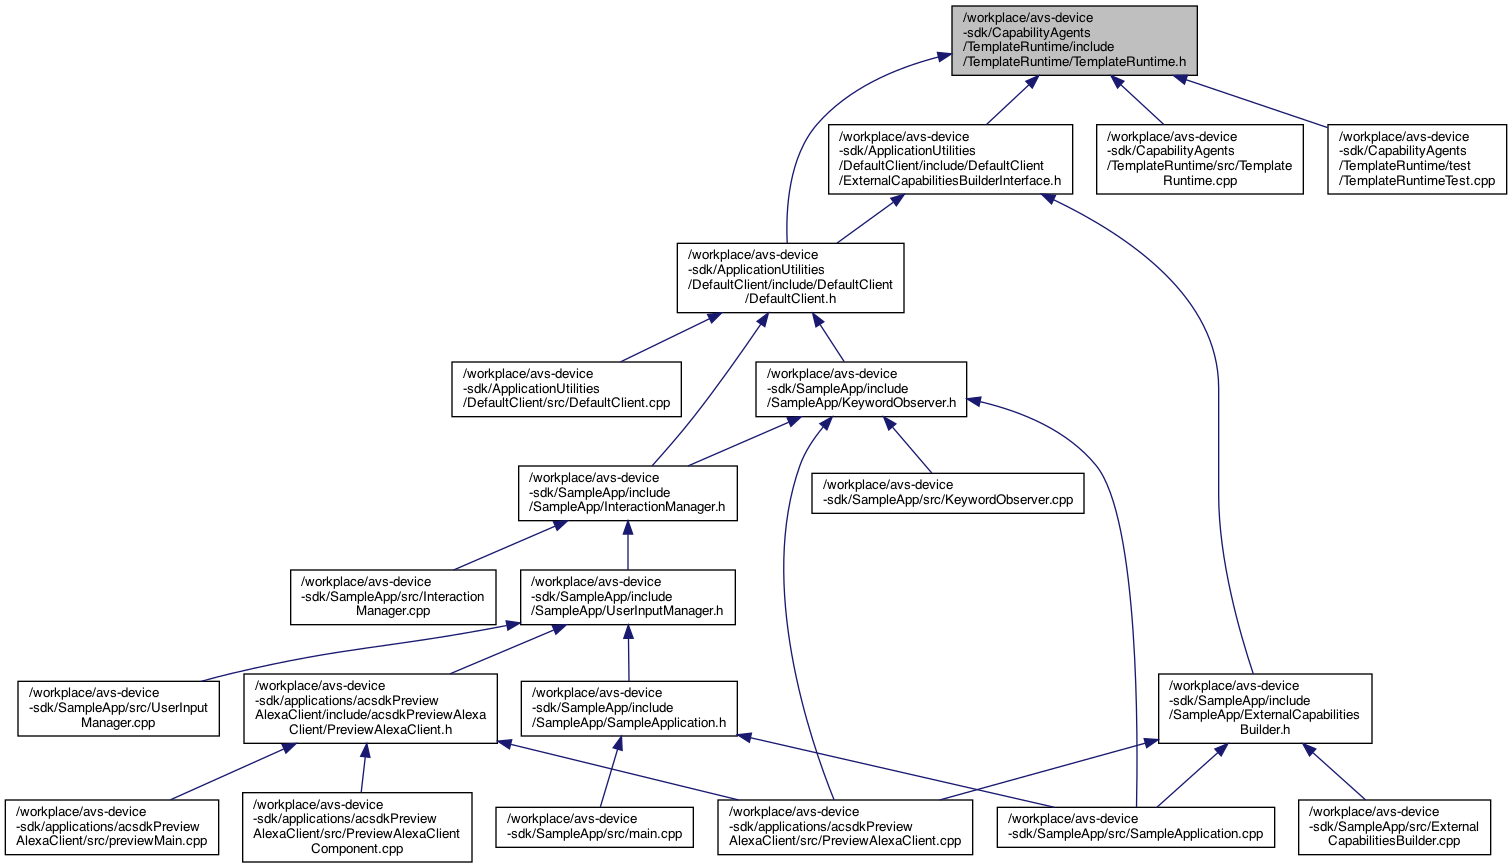 /workplace/avs-device
-sdk/CapabilityAgents
/TemplateRuntime/include
/TemplateRuntime/TemplateRuntime.h
/workplace/avs-device
-sdk/ApplicationUtilities
/DefaultClient/include/DefaultClient
/ExternalCapabilitiesBuilderInterface.h
/workplace/avs-device
-sdk/CapabilityAgents
/TemplateRuntime/src/Template
Runtime.cpp
/workplace/avs-device
-sdk/CapabilityAgents
/TemplateRuntime/test
/TemplateRuntimeTest.cpp
/workplace/avs-device
-sdk/ApplicationUtilities
/DefaultClient/include/DefaultClient
/DefaultClient.h
/workplace/avs-device
-sdk/ApplicationUtilities
/DefaultClient/src/DefaultClient.cpp
/workplace/avs-device
-sdk/SampleApp/include
/SampleApp/KeywordObserver.h
/workplace/avs-device
-sdk/SampleApp/include
/SampleApp/InteractionManager.h
/workplace/avs-device
-sdk/SampleApp/src/KeywordObserver.cpp
/workplace/avs-device
-sdk/SampleApp/src/Interaction
Manager.cpp
/workplace/avs-device
-sdk/SampleApp/include
/SampleApp/UserInputManager.h
/workplace/avs-device
-sdk/SampleApp/src/UserInput
Manager.cpp
/workplace/avs-device
-sdk/applications/acsdkPreview
AlexaClient/include/acsdkPreviewAlexa
Client/PreviewAlexaClient.h
/workplace/avs-device
-sdk/SampleApp/include
/SampleApp/SampleApplication.h
/workplace/avs-device
-sdk/SampleApp/include
/SampleApp/ExternalCapabilities
Builder.h
/workplace/avs-device
-sdk/applications/acsdkPreview
AlexaClient/src/previewMain.cpp
/workplace/avs-device
-sdk/applications/acsdkPreview
AlexaClient/src/PreviewAlexaClient
Component.cpp
/workplace/avs-device
-sdk/SampleApp/src/main.cpp
/workplace/avs-device
-sdk/applications/acsdkPreview
AlexaClient/src/PreviewAlexaClient.cpp
/workplace/avs-device
-sdk/SampleApp/src/SampleApplication.cpp
/workplace/avs-device
-sdk/SampleApp/src/External
CapabilitiesBuilder.cpp